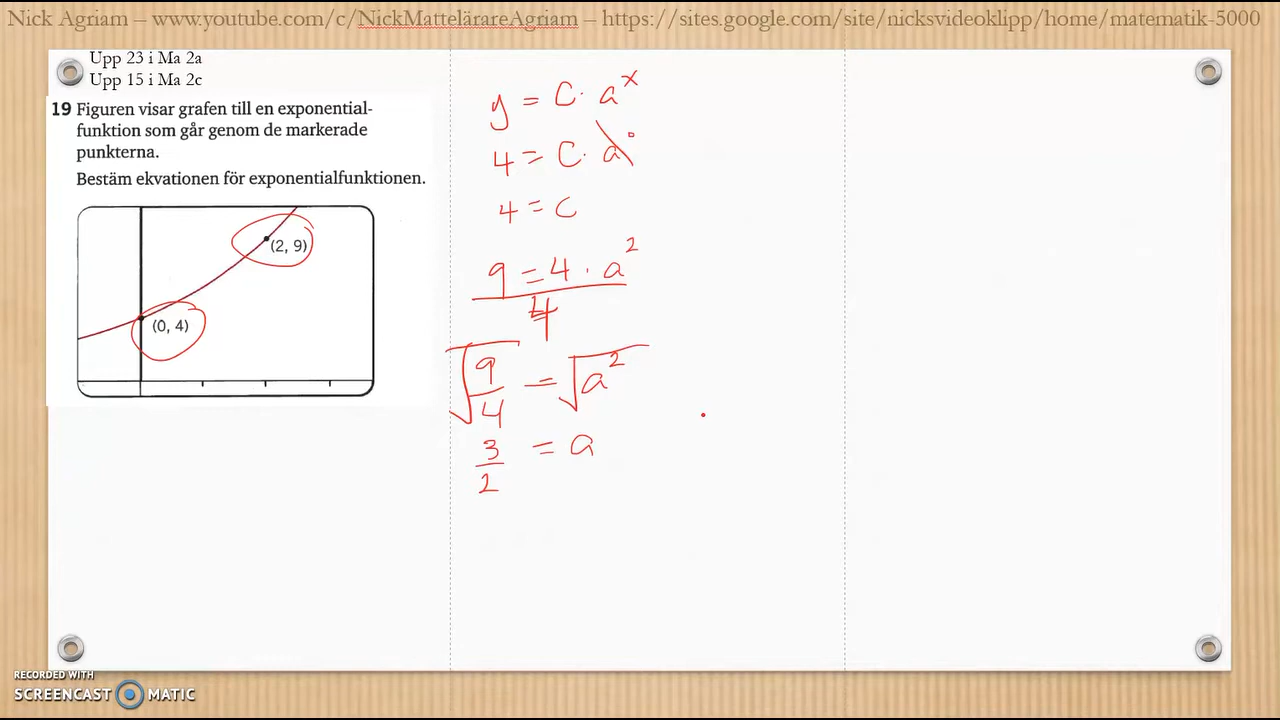 Nick Agriam – www.youtube.com/c/NickMattelärareAgriam – https://sites.google.com/site/nicksvideoklipp/home/matematik-5000
Upp 23 i Ma 2a
Upp 15 i Ma 2c
19 Figuren visar grafen till en exponential-
funktion som går genom de markerade
punkterna.
Bestäm ekvationen för exponentialfunktionen.
(2, 9)
(0, 4)
y = C · a^x
4 = C · a^0
4 = C
9 = 4 · a^2
4
√(9/4) = √(a^2)
3/2 = a
RECORDED WITH
SCREENCAST MATIC